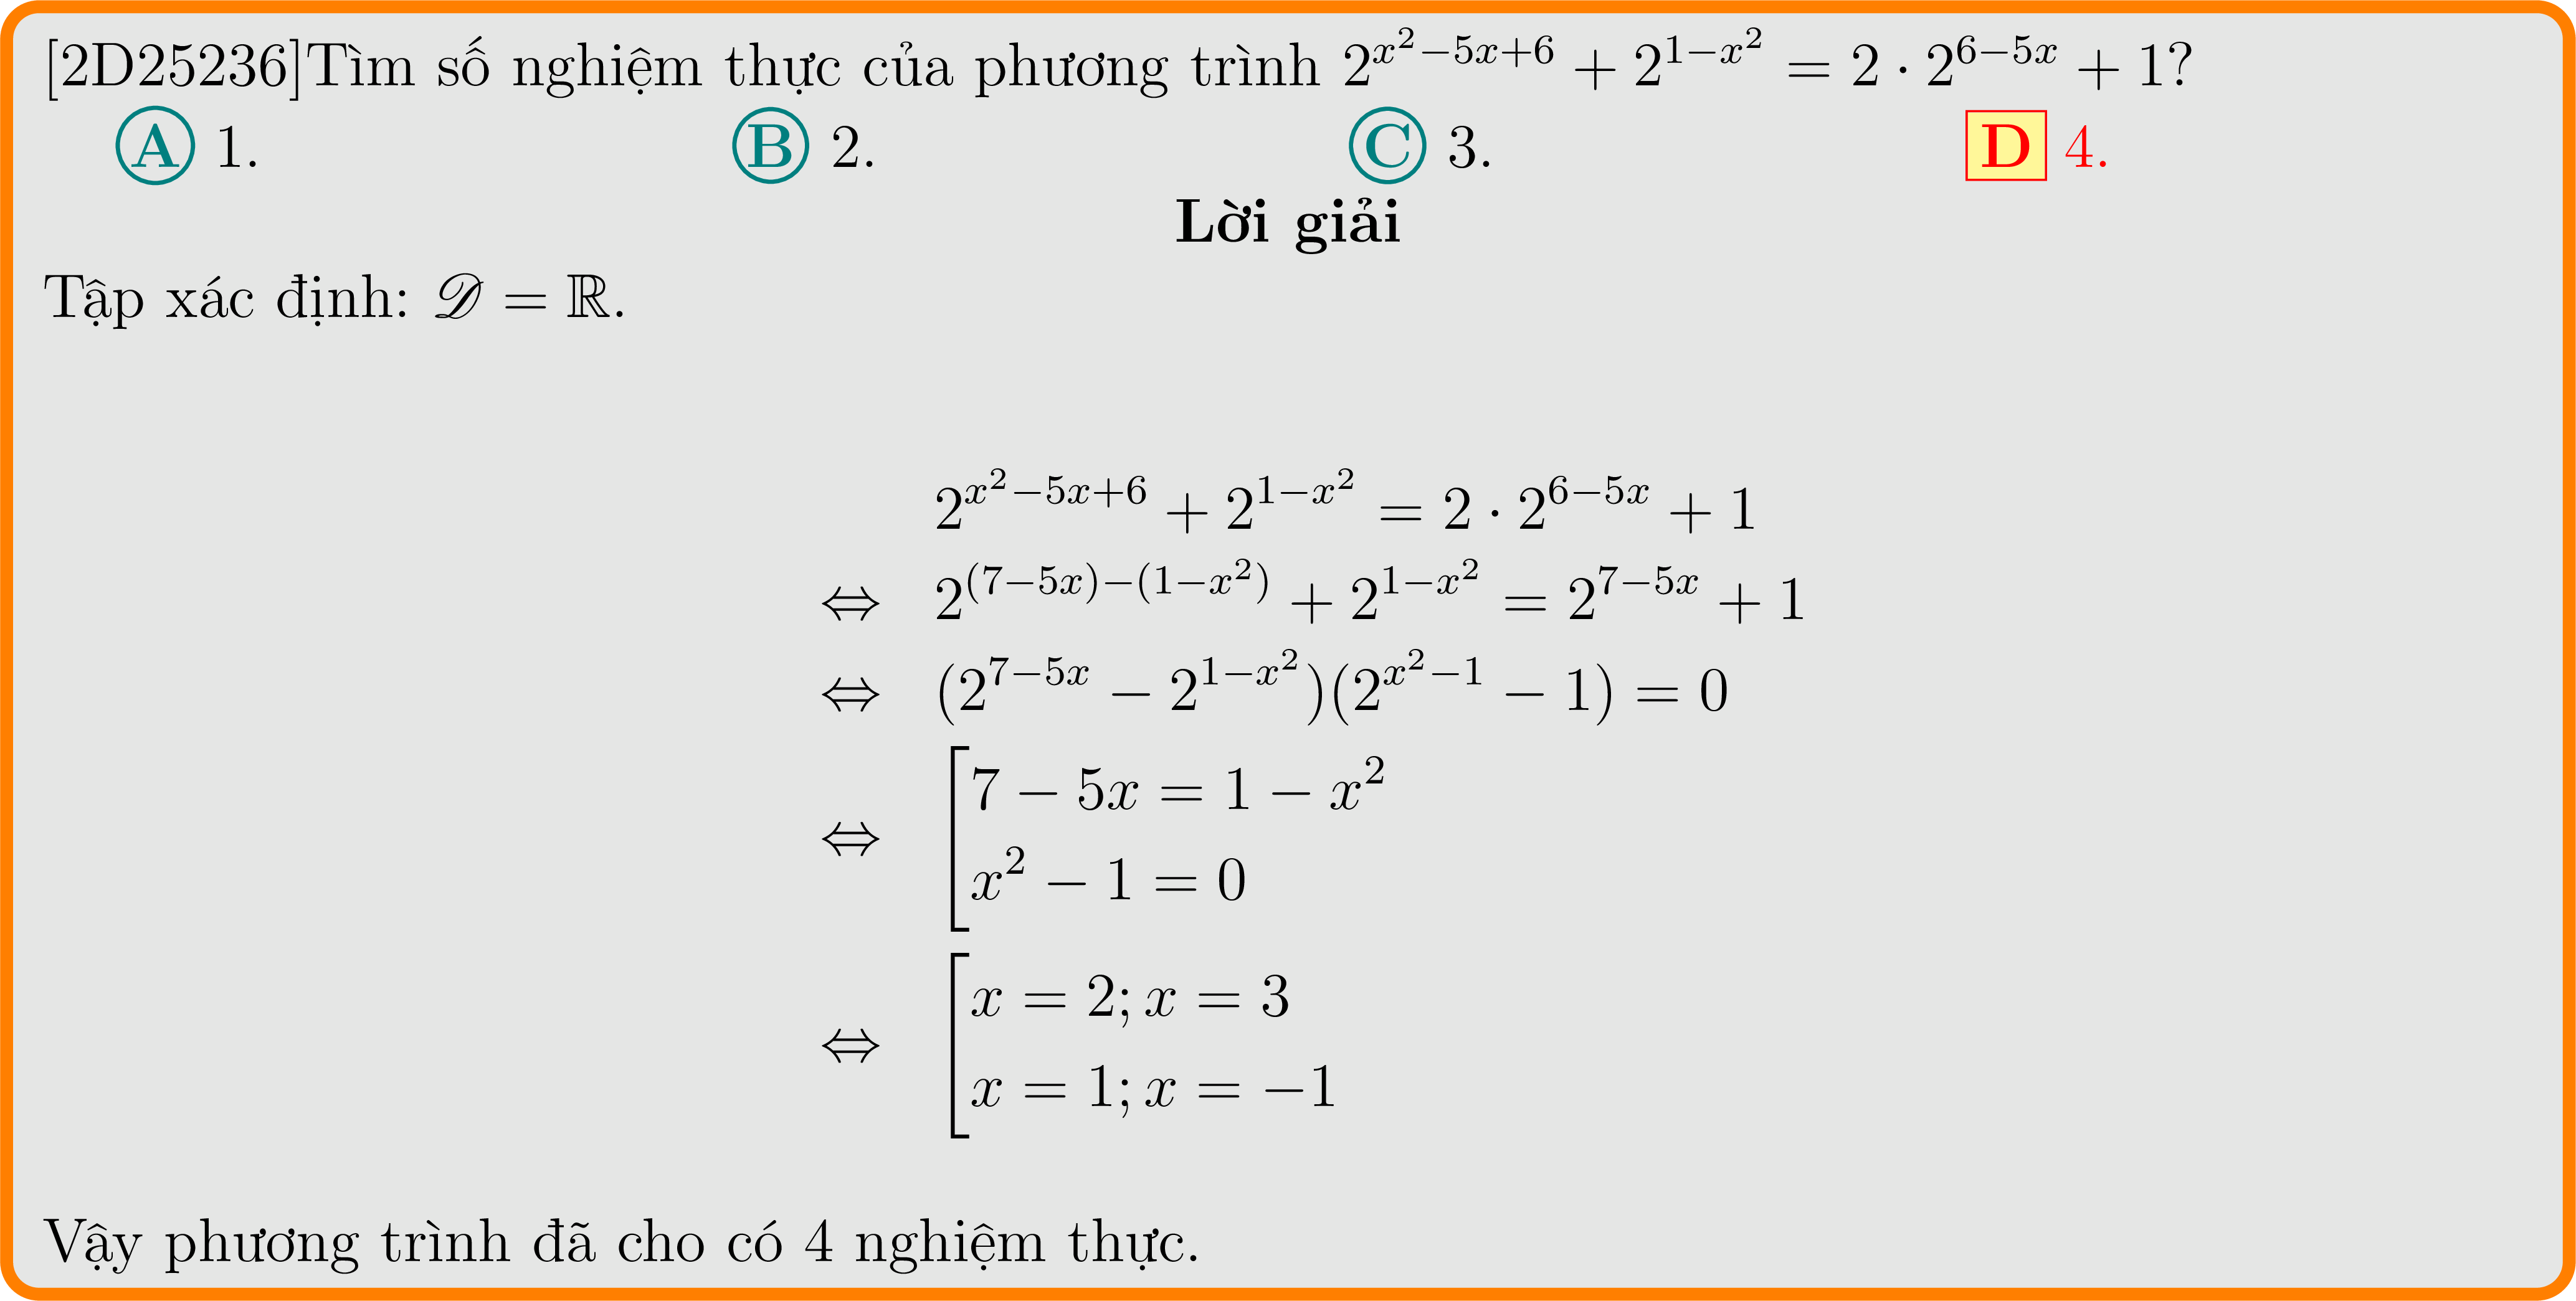 [2D25236]Tìm số nghiệm thực của phương trình $2^{x^2-5x+6} + 2^{1-x^2} = 2 \cdot 2^{6-5x} + 1$?
A 1. B 2. C 3. D 4.
Lời giải
Tập xác định: $\mathscr{D} = \mathbb{R}$.
$2^{x^2-5x+6} + 2^{1-x^2} = 2 \cdot 2^{6-5x} + 1$
$\Leftrightarrow 2^{(7-5x)-(1-x^2)} + 2^{1-x^2} = 2^{7-5x} + 1$
$\Leftrightarrow (2^{7-5x} - 2^{1-x^2})(2^{x^2-1} - 1) = 0$
$\Leftrightarrow \left[ \begin{array}{l} 7 - 5x = 1 - x^2 \\ x^2 - 1 = 0 \end{array} \right.$
$\Leftrightarrow \left[ \begin{array}{l} x = 2; x = 3 \\ x = 1; x = -1 \end{array} \right.$
Vậy phương trình đã cho có 4 nghiệm thực.